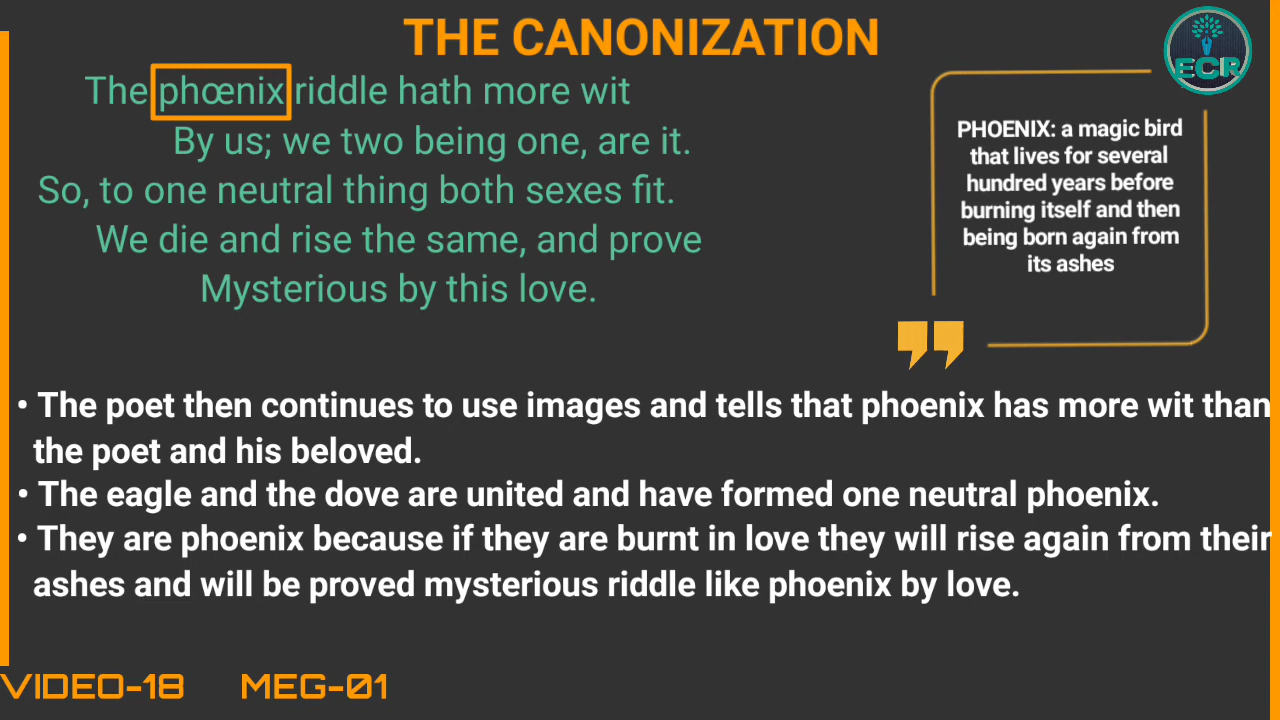 THE CANONIZATION
ECR
The phœnix riddle hath more wit
By us; we two being one, are it.
So, to one neutral thing both sexes fit.
We die and rise the same, and prove
Mysterious by this love.
PHOENIX: a magic bird
that lives for several
hundred years before
burning itself and then
being born again from
its ashes
• The poet then continues to use images and tells that phoenix has more wit than
the poet and his beloved.
• The eagle and the dove are united and have formed one neutral phoenix.
• They are phoenix because if they are burnt in love they will rise again from their
ashes and will be proved mysterious riddle like phoenix by love.
VIDEO-18 MEG-01